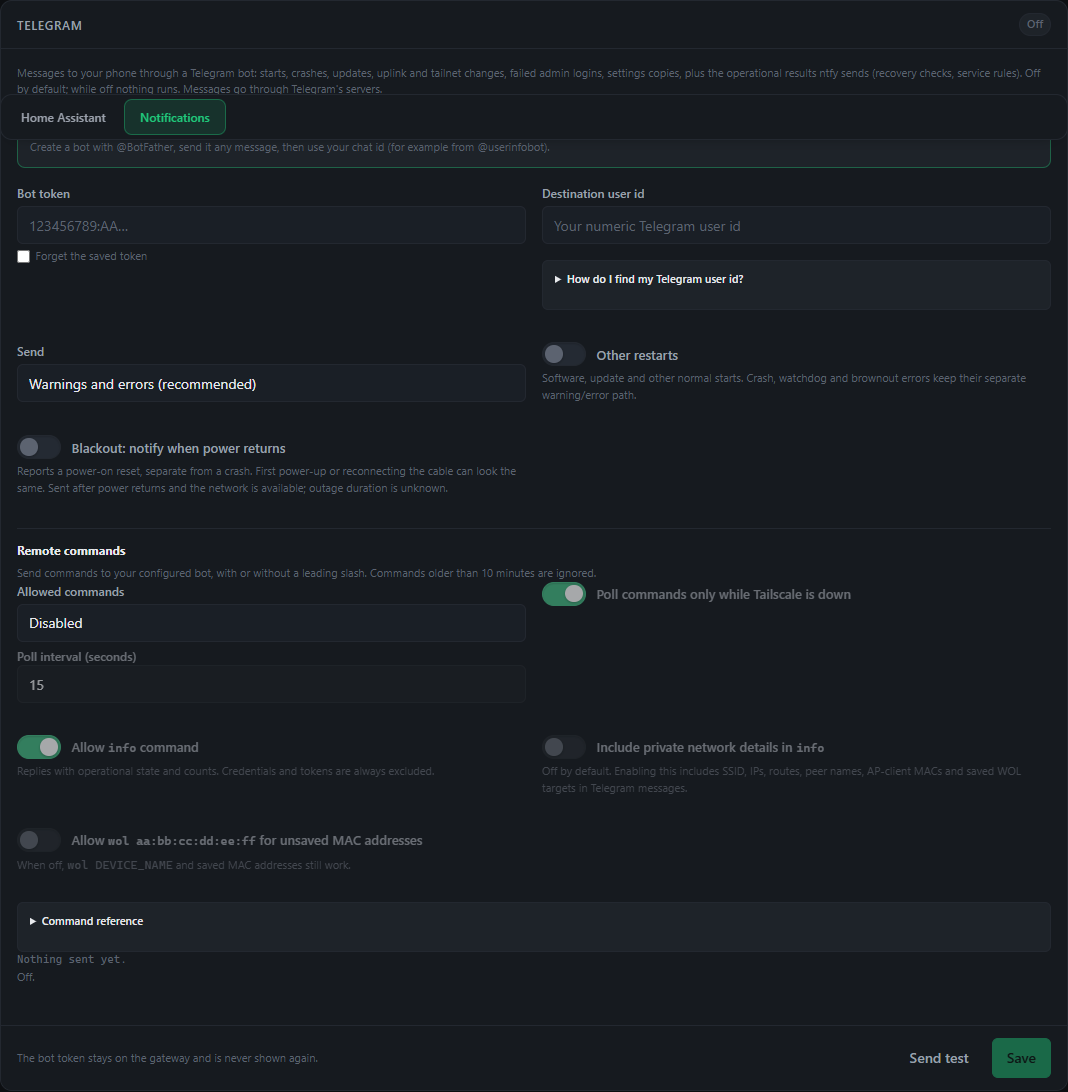 TELEGRAM
Off
Messages to your phone through a Telegram bot: starts, crashes, updates, uplink and tailnet changes, failed admin logins, settings copies, plus the operational results ntfy sends (recovery checks, service rules). Off
by default; while off nothing runs. Messages go through Telegram's servers.
Home Assistant
Notifications
Create a bot with @BotFather, send it any message, then use your chat id (for example from @userinfobot).
Bot token
Destination user id
123456789:AA...
Your numeric Telegram user id
Forget the saved token
How do I find my Telegram user id?
Send
Warnings and errors (recommended)
Other restarts
Software, update and other normal starts. Crash, watchdog and brownout errors keep their separate
warning/error path.
Blackout: notify when power returns
Reports a power-on reset, separate from a crash. First power-up or reconnecting the cable can look the
same. Sent after power returns and the network is available; outage duration is unknown.
Remote commands
Send commands to your configured bot, with or without a leading slash. Commands older than 10 minutes are ignored.
Allowed commands
Disabled
Poll commands only while Tailscale is down
Poll interval (seconds)
15
Allow info command
Replies with operational state and counts. Credentials and tokens are always excluded.
Include private network details in info
Off by default. Enabling this includes SSID, IPs, routes, peer names, AP-client MACs and saved WOL
targets in Telegram messages.
Allow wol aa:bb:cc:dd:ee:ff for unsaved MAC addresses
When off, wol DEVICE_NAME and saved MAC addresses still work.
Command reference
Nothing sent yet.
Off.
The bot token stays on the gateway and is never shown again.
Send test
Save